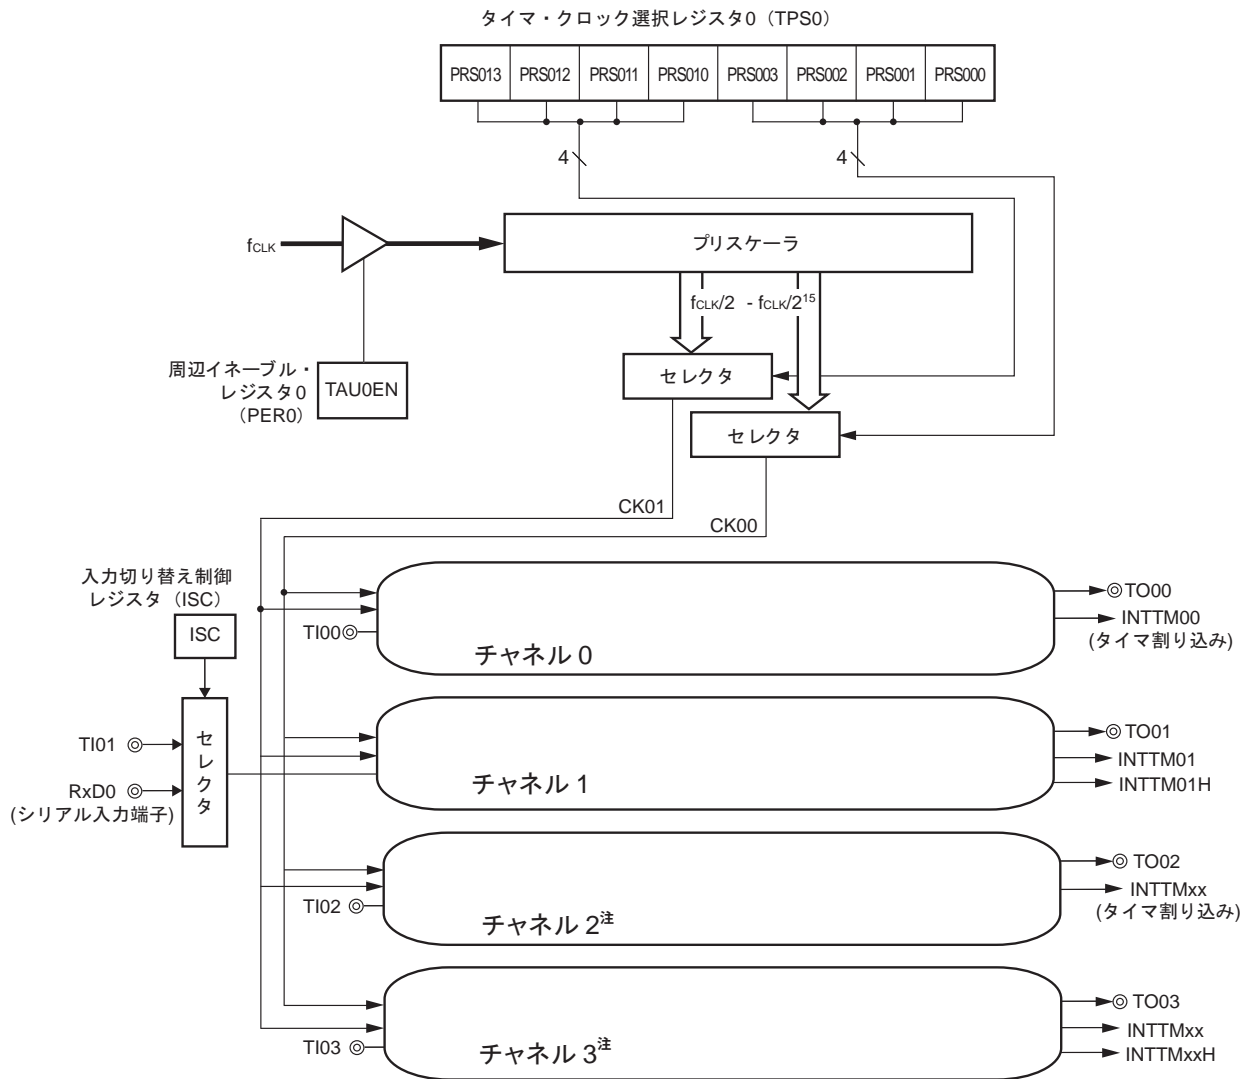 タイマ・クロック選択レジスタ0（TPS0）
PRS013 PRS012 PRS011 PRS010 PRS003 PRS002 PRS001 PRS000
4 4
fCLK
プリスケーラ
fCLK/2 - fCLK/2^15
周辺イネーブル・
レジスタ0
（PER0）
TAU0EN
セレクタ
セレクタ
CK01
CK00
入力切り替え制御
レジスタ（ISC）
ISC
TI00
チャネル 0
TO00
INTTM00
(タイマ割り込み)
TI01
RxD0
(シリアル入力端子)
セレクタ
チャネル 1
TO01
INTTM01
INTTM01H
TI02
チャネル 2注
TO02
INTTMxx
(タイマ割り込み)
TI03
チャネル 3注
TO03
INTTMxx
INTTMxxH